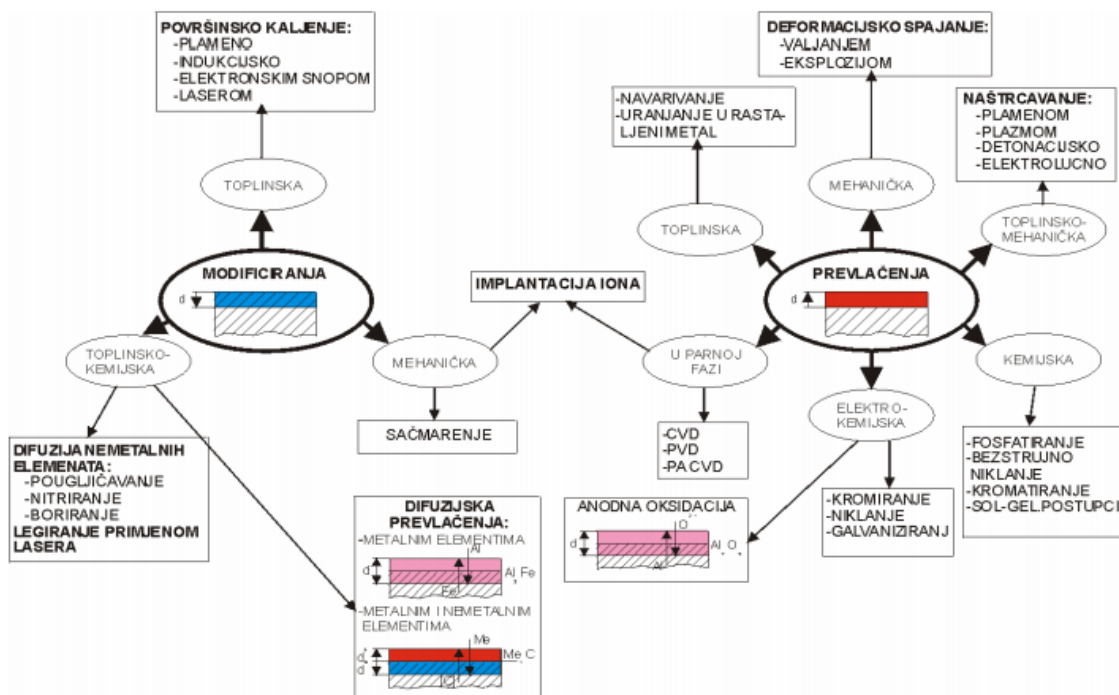 POVRŠINSKO KALJENJE:
-PLAMENO
-INDUKCIJSKO
-ELEKTRONSKIM SNOPOM
-LASEROM
TOPLINSKA
MODIFICIRANJA
d
TOPLINSKO-
KEMIJSKA
MEHANIČKA
DIFUZIJA NEMETALNIH
ELEMENATA:
-POUGLJIČAVANJE
-NITRIRANJE
-BORIRANJE
LEGIRANJE PRIMJENOM
LASERA
SAČMARENJE
IMPLANTACIJA IONA
DIFUZIJSKA
PREVLAČENJA:
-METALNIM ELEMENTIMA
Al
d
Al Fe
Fe
-METALNIM I NEMETALNIM
ELEMENTIMA
Me
d
Me C
d
DEFORMACIJSKO SPAJANJE:
-VALJANJEM
-EKSPLOZIJOM
-NAVARIVANJE
-URANJANJE U RASTA-
LJENI METAL
NAŠTRCAVANJE:
-PLAMENOM
-PLAZMOM
-DETONACIJSKO
-ELEKTROLUCNO
MEHANIČKA
TOPLINSKA
TOPLINSKO-
MEHANIČKA
PREVLAČENJA
d
U PARNOJ
FAZI
KEMIJSKA
ELEKTRO-
KEMIJSKA
-CVD
-PVD
-PACVD
-FOSFATIRANJE
-BEZSTRUJNO
NIKLANJE
-KROMATIRANJE
-SOL-GEL.POSTUPCI
-KROMIRANJE
-NIKLANJE
-GALVANIZIRANJ
ANODNA OKSIDACIJA
O
d
Al O
Al